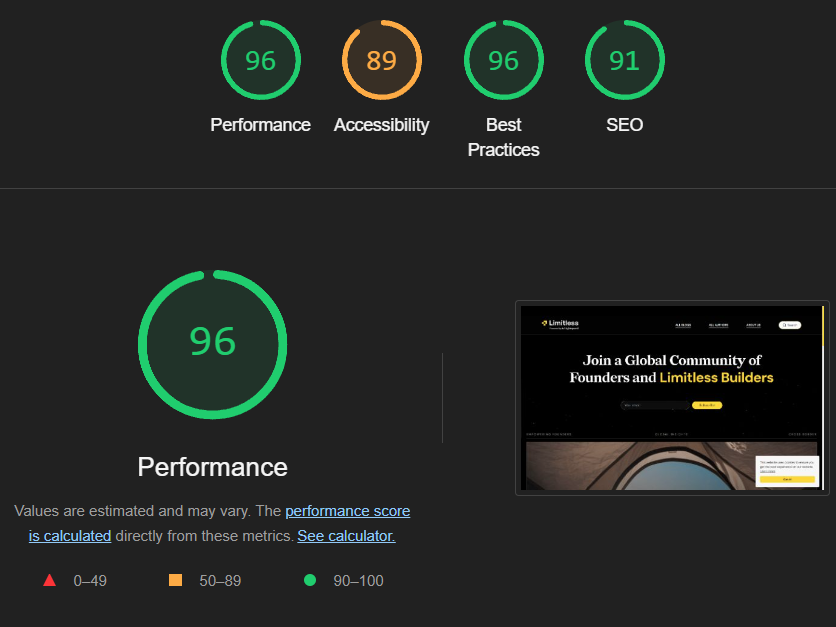 96
89
96
91
Performance
Accessibility
Best
Practices
SEO
96
Performance
Values are estimated and may vary. The performance score
is calculated directly from these metrics. See calculator.
0–49
50–89
90–100
Limitless
ABOUT US
Join a Global Community of
Founders and Limitless Builders
Subscribe